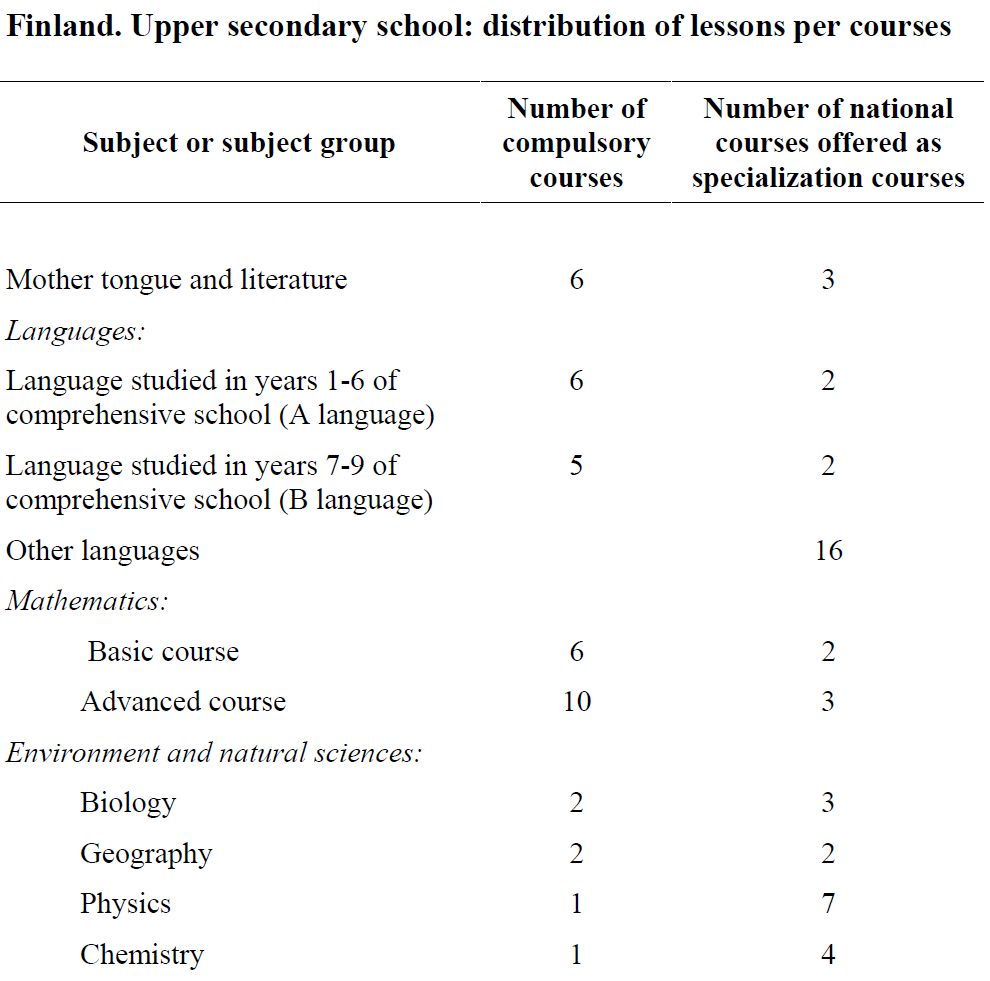 Finland. Upper secondary school: distribution of lessons per courses
Subject or subject group
Number of
compulsory
courses
Number of national
courses offered as
specialization courses
Mother tongue and literature 6 3
Languages:
Language studied in years 1-6 of
comprehensive school (A language) 6 2
Language studied in years 7-9 of
comprehensive school (B language) 5 2
Other languages 16
Mathematics:
Basic course 6 2
Advanced course 10 3
Environment and natural sciences:
Biology 2 3
Geography 2 2
Physics 1 7
Chemistry 1 4